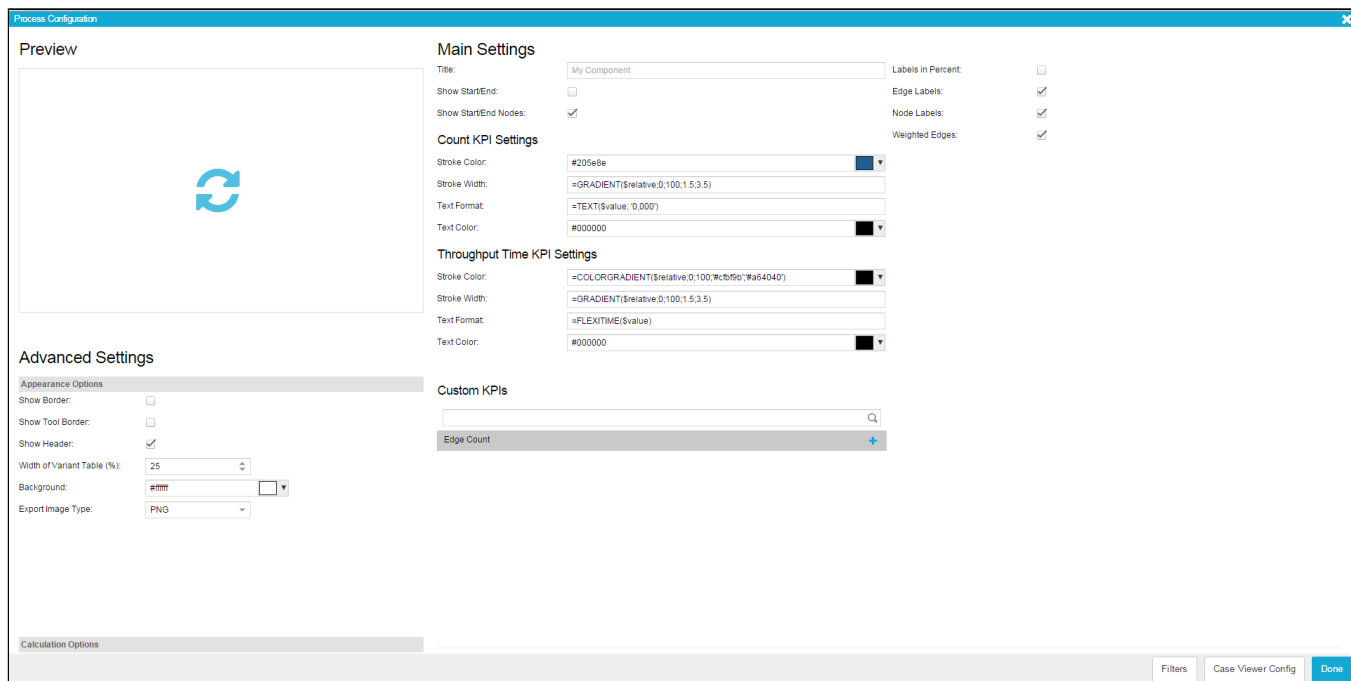 Process Configuration
Preview
Main Settings
Title:
My Component
Labels in Percent:
Show Start/End:
Edge Labels:
Show Start/End Nodes:
Node Labels:
Weighted Edges:
Count KPI Settings
Stroke Color:
#205e8e
Stroke Width:
=GRADIENT($relative;0;100;1.5;3.5)
Text Format:
=TEXT($value; '0,000')
Text Color:
#000000
Throughput Time KPI Settings
Stroke Color:
=COLORGRADIENT($relative;0;100;'#cfbf9b';'#a64040')
Stroke Width:
=GRADIENT($relative;0;100;1.5;3.5)
Text Format:
=FLEXITIME($value)
Text Color:
#000000
Advanced Settings
Appearance Options
Show Border:
Show Tool Border:
Show Header:
Width of Variant Table (%):
25
Background:
#ffffff
Export Image Type:
PNG
Custom KPIs
Edge Count
Calculation Options
Filters
Case Viewer Config
Done